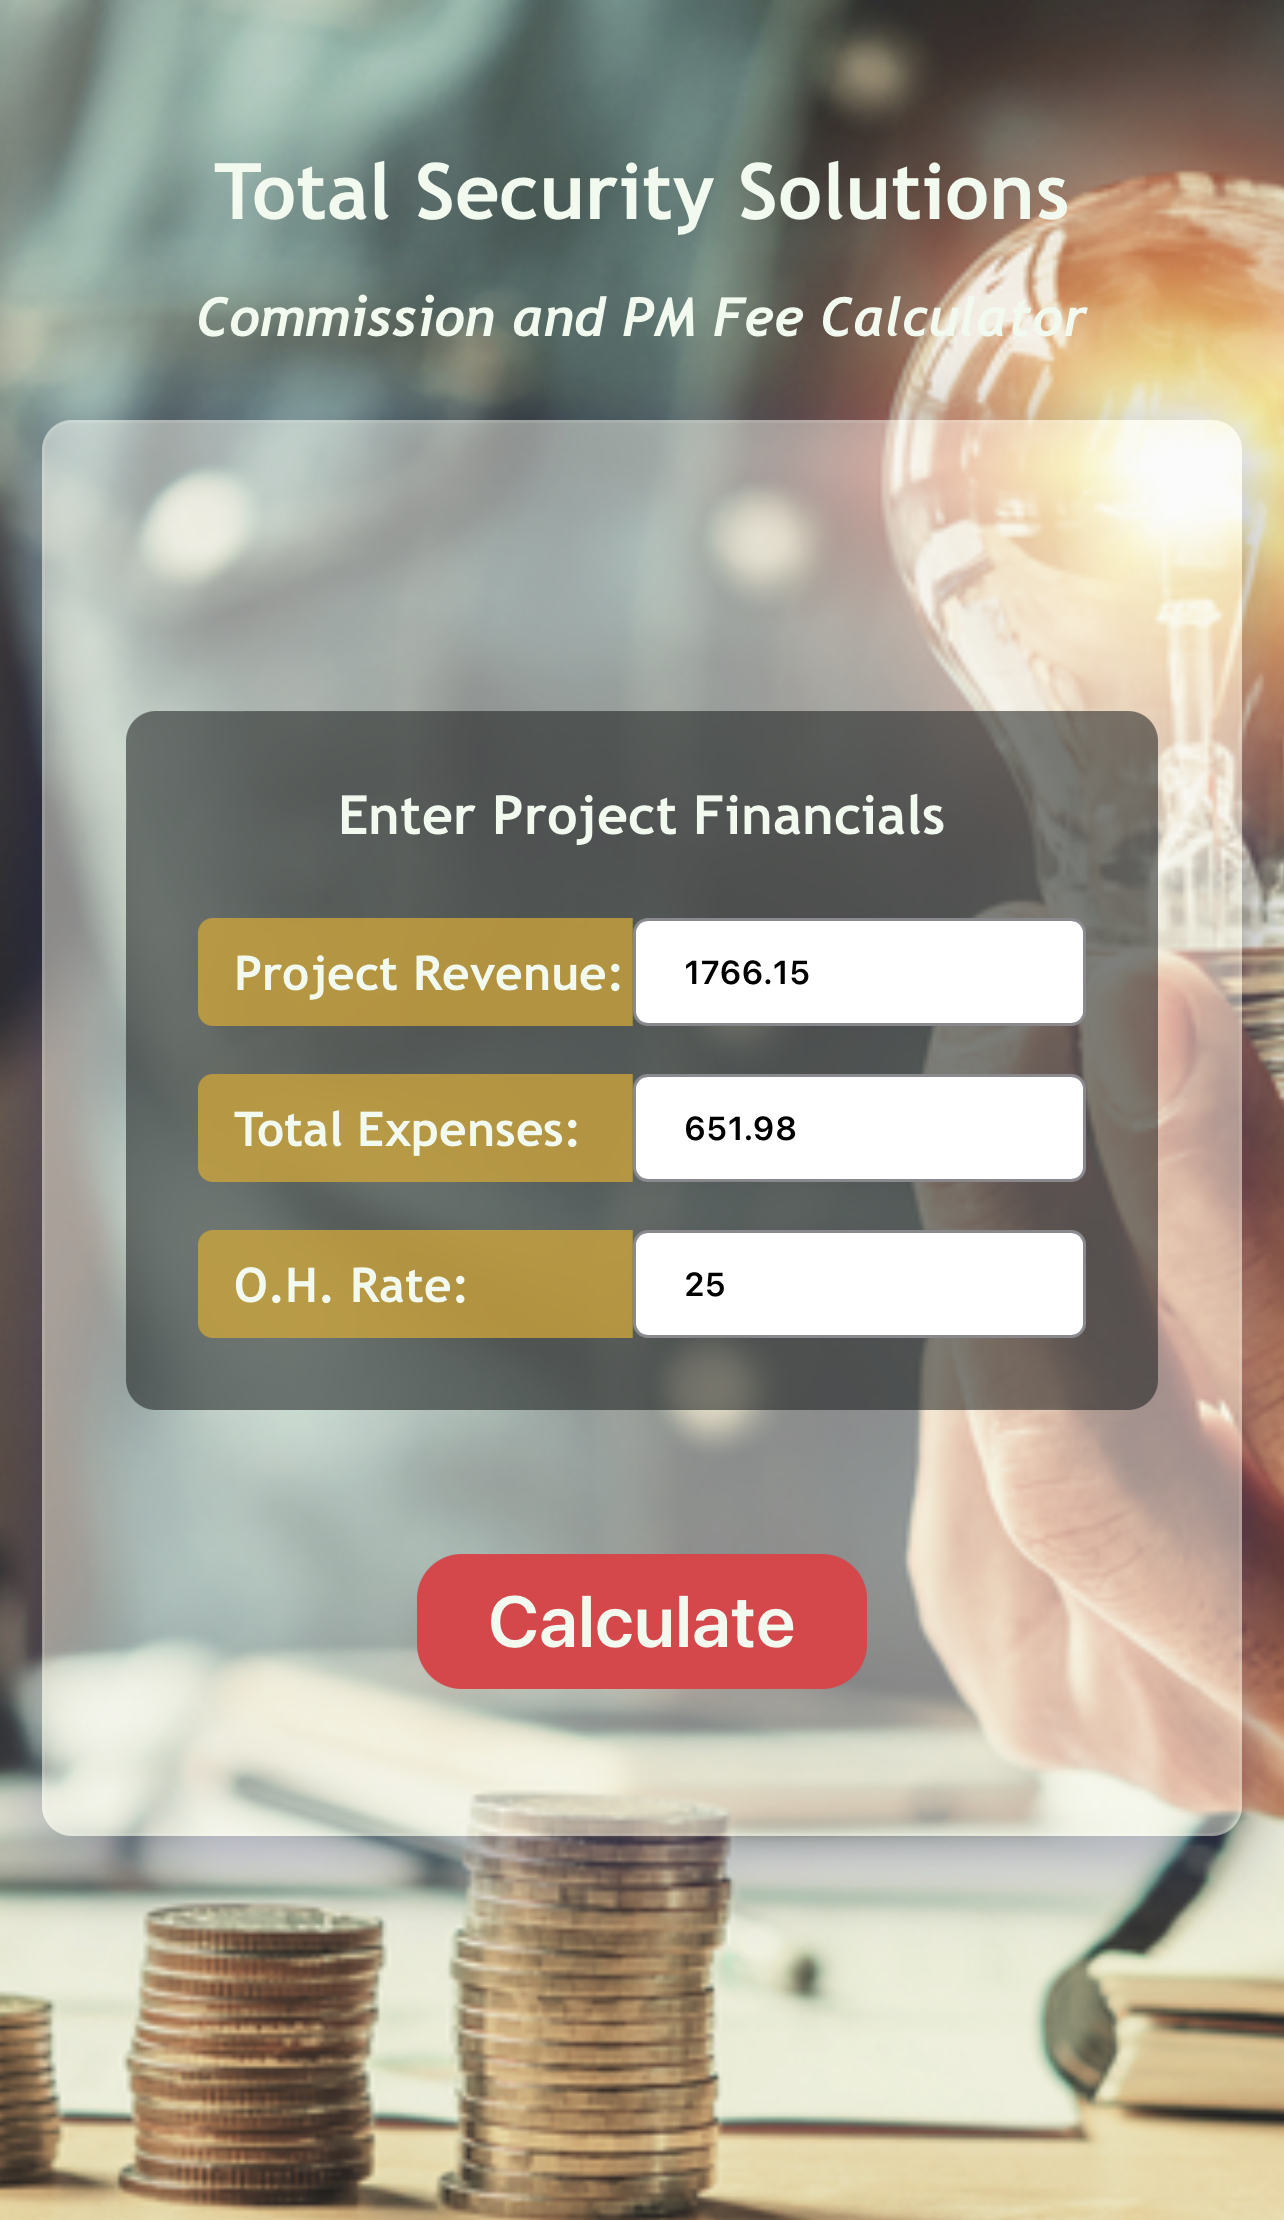 Total Security Solutions
Commission and PM Fee Calculator
Enter Project Financials
Project Revenue: 1766.15
Total Expenses: 651.98
O.H. Rate: 25
Calculate